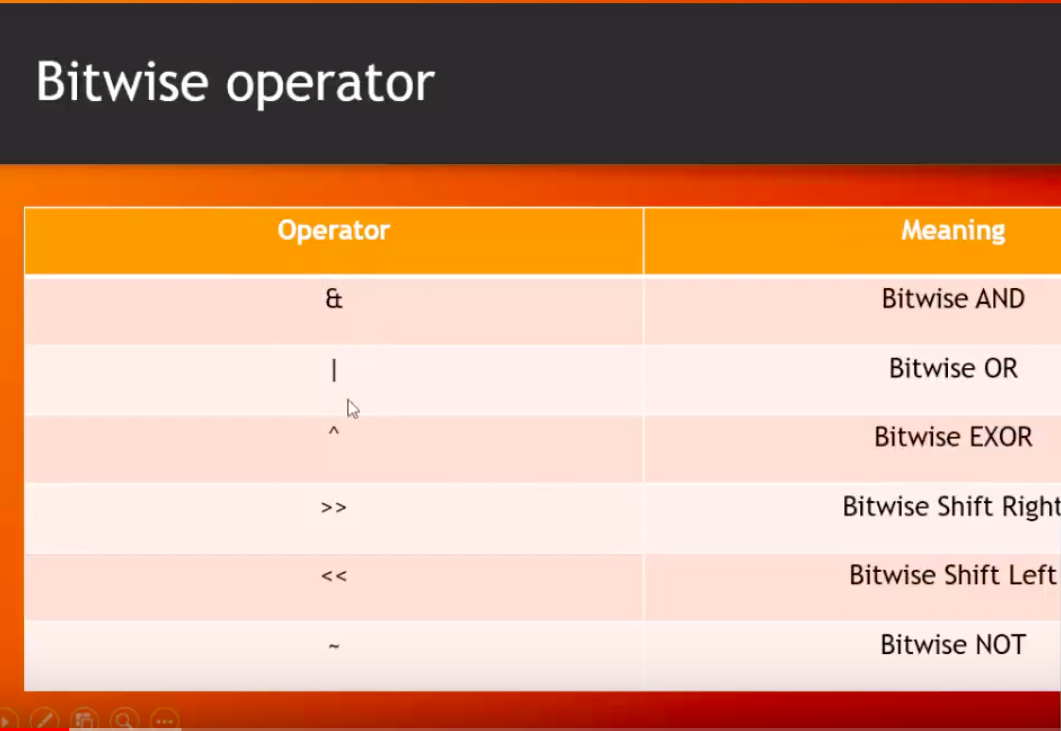 Bitwise operator
Operator Meaning
& Bitwise AND
| Bitwise OR
^ Bitwise EXOR
>> Bitwise Shift Right
<< Bitwise Shift Left
~ Bitwise NOT